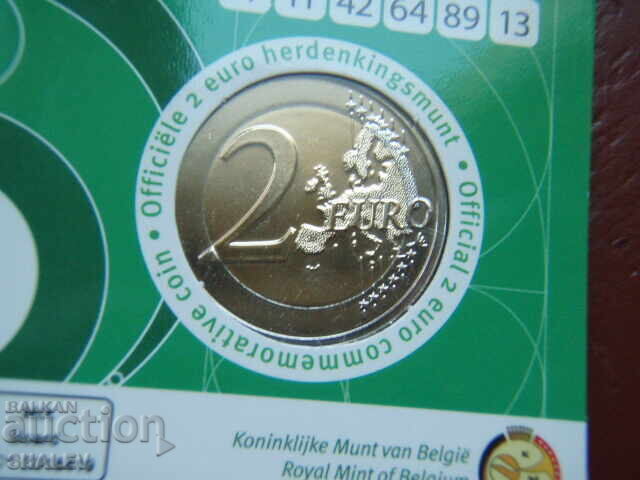 11 42 64 89 13
• Officiële 2 euro herdenkingsmunt • Official 2 euro commemorative coin
2 EURO
Koninklijke Munt van België
Royal Mint of Belgium
BALKAN
auction
SHALEV